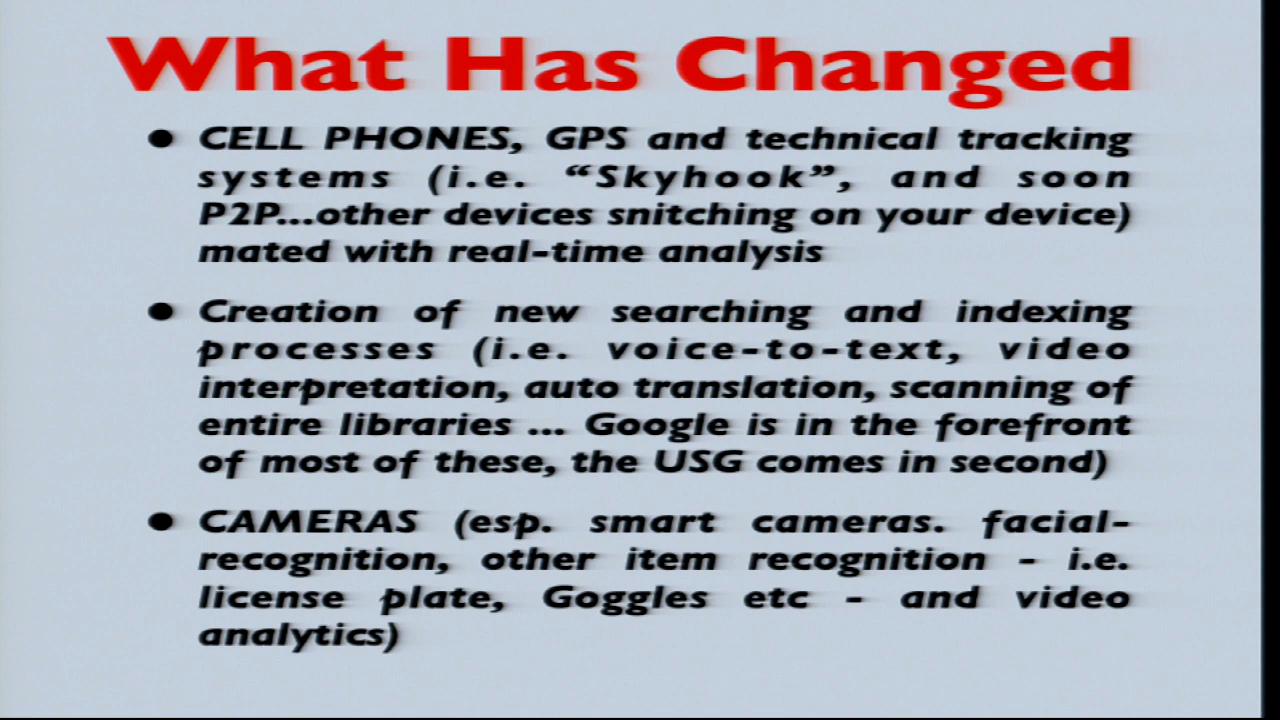 What Has Changed
• CELL PHONES, GPS and technical tracking
systems (i.e. “Skyhook”, and soon
P2P...other devices snitching on your device)
mated with real-time analysis
• Creation of new searching and indexing
processes (i.e. voice-to-text, video
interpretation, auto translation, scanning of
entire libraries ... Google is in the forefront
of most of these, the USG comes in second)
• CAMERAS (esp. smart cameras. facial-
recognition, other item recognition - i.e.
license plate, Goggles etc - and video
analytics)